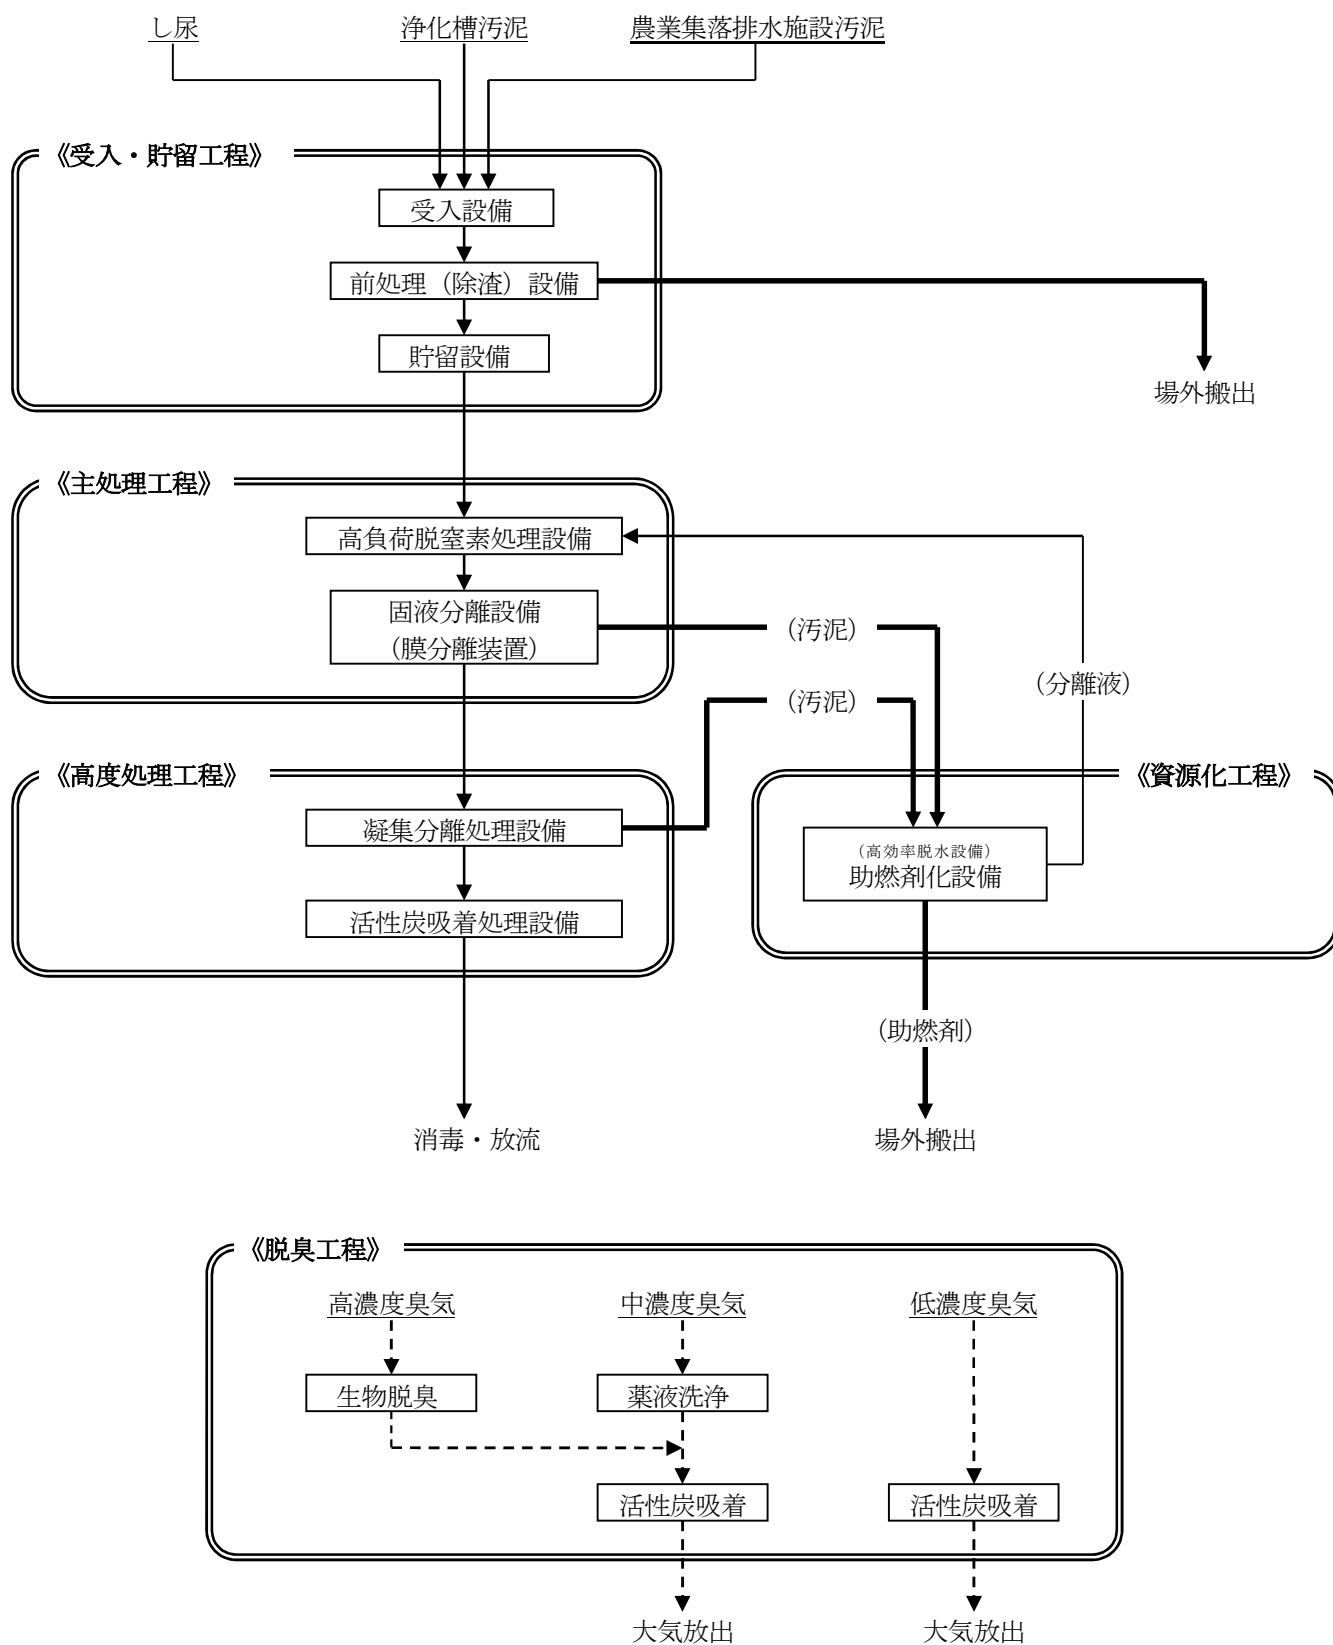 し尿
浄化槽汚泥
農業集落排水施設汚泥
《受入・貯留工程》
受入設備
前処理（除渣）設備
貯留設備
場外搬出
《主処理工程》
高負荷脱窒素処理設備
固液分離設備
（膜分離装置）
（汚泥）
（分離液）
（汚泥）
《高度処理工程》
《資源化工程》
凝集分離処理設備
（高効率脱水設備）
助燃剤化設備
活性炭吸着処理設備
（助燃剤）
消毒・放流
場外搬出
《脱臭工程》
高濃度臭気
中濃度臭気
低濃度臭気
生物脱臭
薬液洗浄
活性炭吸着
活性炭吸着
大気放出
大気放出